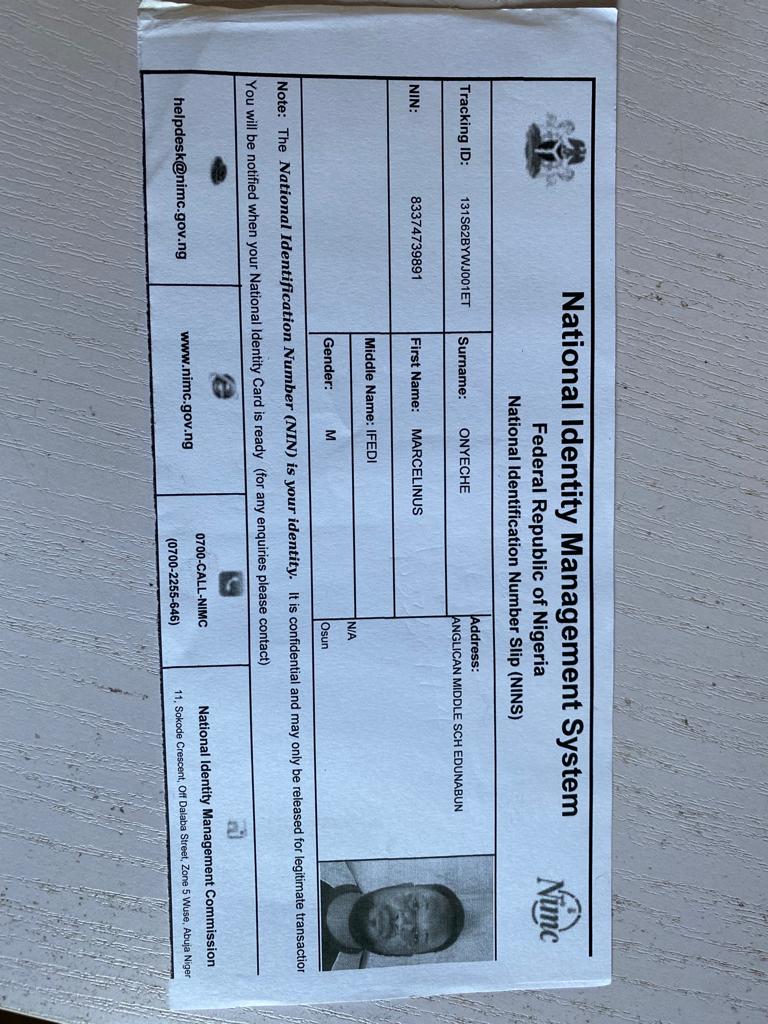 National Identity Management System
Federal Republic of Nigeria
National Identification Number Slip (NINS)
Nimc
Tracking ID: 131S62BYWJ001ET
Surname: ONYECHE
Address:
ANGLICAN MIDDLE SCH EDUNABUN
NIN: 83374739891
First Name: MARCELINUS
Middle Name: IFEDI
N/A
Gender: M
Osun
Note: The National Identification Number (NIN) is your identity. It is confidential and may only be released for legitimate transaction
You will be notified when your National Identity Card is ready (for any enquiries please contact)
helpdesk@nimc.gov.ng
www.nimc.gov.ng
0700-CALL-NIMC
(0700-2255-646)
National Identity Management Commission
11, Sokode Crescent, Off Dalaba Street, Zone 5 Wuse, Abuja Niger